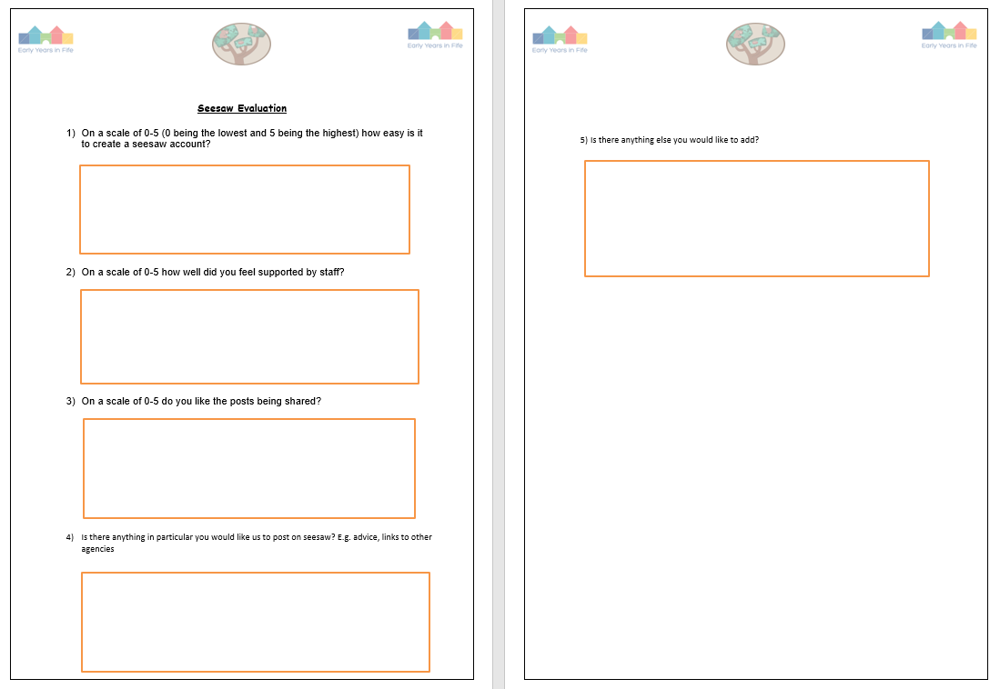 Early Years in Fife
Early Years in Fife
Seesaw Evaluation
1) On a scale of 0-5 (0 being the lowest and 5 being the highest) how easy is it
to create a seesaw account?
2) On a scale of 0-5 how well did you feel supported by staff?
3) On a scale of 0-5 do you like the posts being shared?
4) Is there anything in particular you would like us to post on seesaw? E.g. advice, links to other
agencies
Early Years in Fife
Early Years in Fife
5) Is there anything else you would like to add?